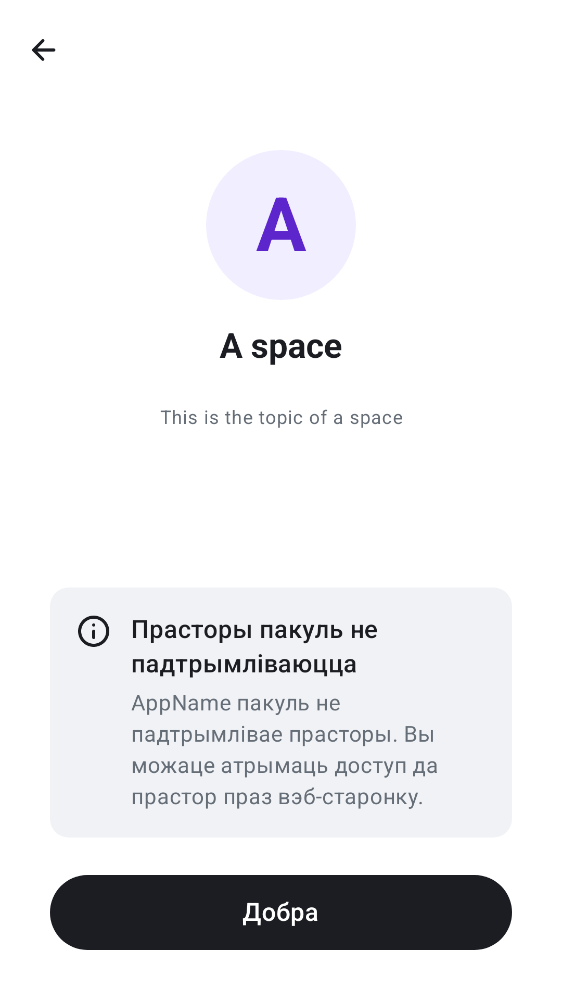 A
A space
This is the topic of a space
Прасторы пакуль не
падтрымліваюцца
AppName пакуль не
падтрымлівае прасторы. Вы
можаце атрымаць доступ да
прастор праз вэб-старонку.
Добра